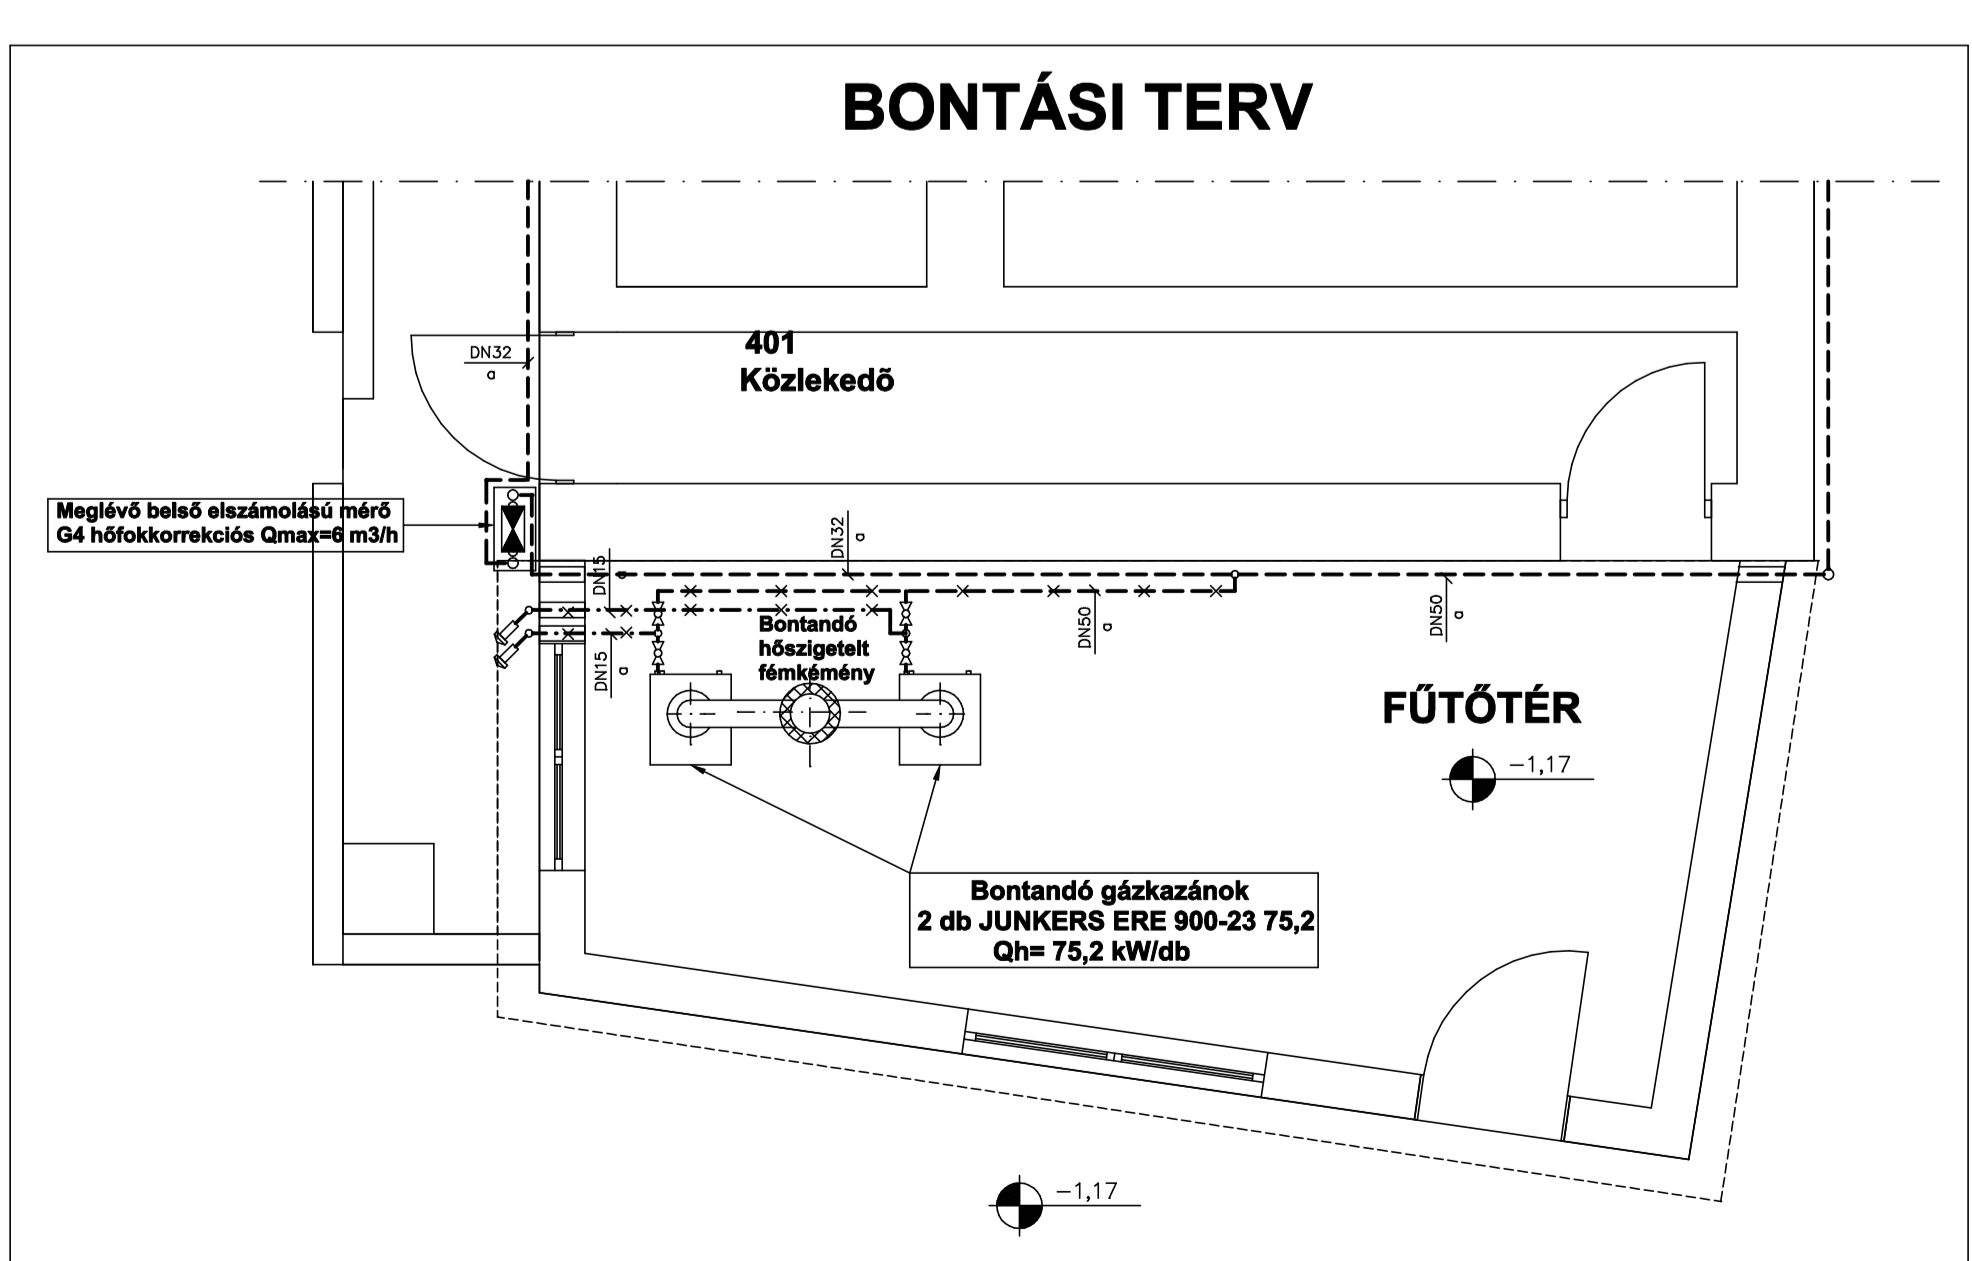 BONTÁSI TERV
401
Közlekedõ
DN32
a
Meglévő belső elszámolású mérő
G4 hőfokkorrekciós Qmax=6 m3/h
DN32
a
DN15
a
DN50
a
DN50
a
DN15
a
Bontandó
hőszigetelt
fémkémény
FŰTŐTÉR
-1,17
Bontandó gázkazánok
2 db JUNKERS ERE 900-23 75,2
Qh= 75,2 kW/db
-1,17